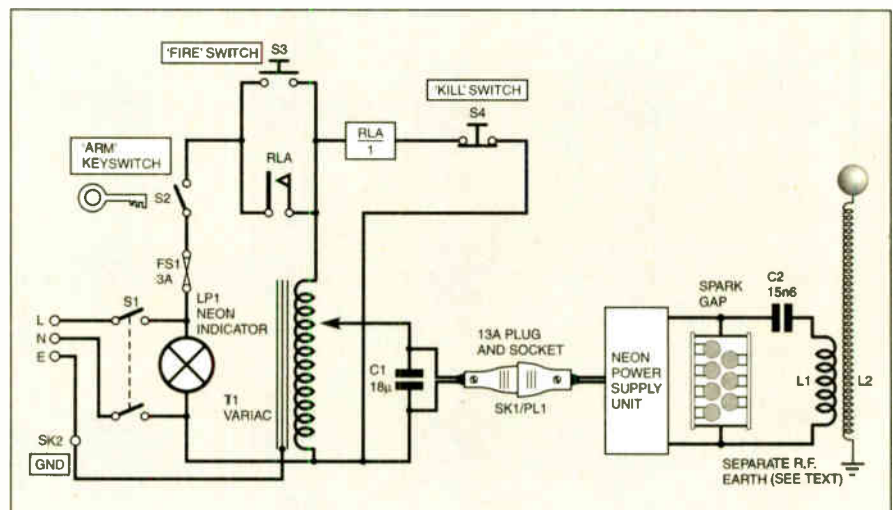 'FIRE' SWITCH
S3
'KILL' SWITCH
S4
RLA
1
'ARM'
KEYSWITCH
RLA
S2
FS1
3A
S1
LP1
NEON
INDICATOR
L
N
E
T1
VARIAC
C1
18µ
13A PLUG
AND SOCKET
SK1/PL1
NEON
POWER
SUPPLY
UNIT
SPARK
GAP
C2
15n6
L1
L2
SK2
GND
SEPARATE R.F.
EARTH (SEE TEXT)